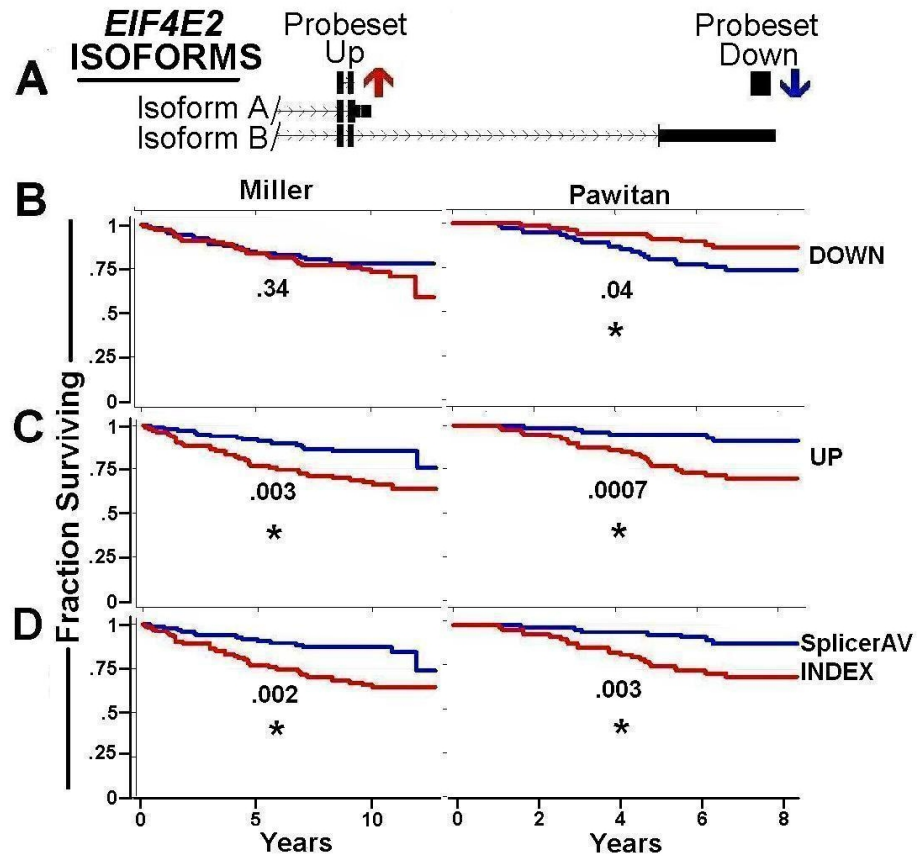 EIF4E2
ISOFORMS
Probeset
Up
Probeset
Down
A
Isoform A
Isoform B
B
Miller
Pawitan
1
.75
.5
.25
0
.34
.04
*
DOWN
C
1
.75
.5
.25
0
.003
*
.0007
*
UP
D
1
.75
.5
.25
0
.002
*
.003
*
SplicerAV
INDEX
Fraction Surviving
0 5 10
Years
0 2 4 6 8
Years